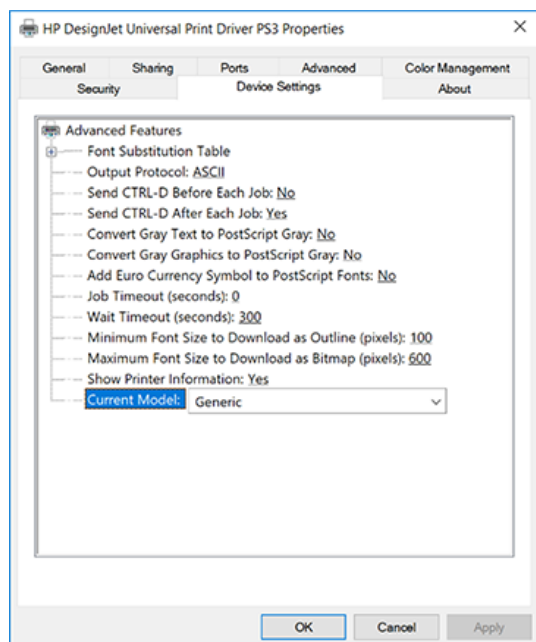 HP DesignJet Universal Print Driver PS3 Properties
General Sharing Ports Advanced Color Management
Security Device Settings About
Advanced Features
Font Substitution Table
Output Protocol: ASCII
Send CTRL-D Before Each Job: No
Send CTRL-D After Each Job: Yes
Convert Gray Text to PostScript Gray: No
Convert Gray Graphics to PostScript Gray: No
Add Euro Currency Symbol to PostScript Fonts: No
Job Timeout (seconds): 0
Wait Timeout (seconds): 300
Minimum Font Size to Download as Outline (pixels): 100
Maximum Font Size to Download as Bitmap (pixels): 600
Show Printer Information: Yes
Current Model: Generic
OK Cancel Apply